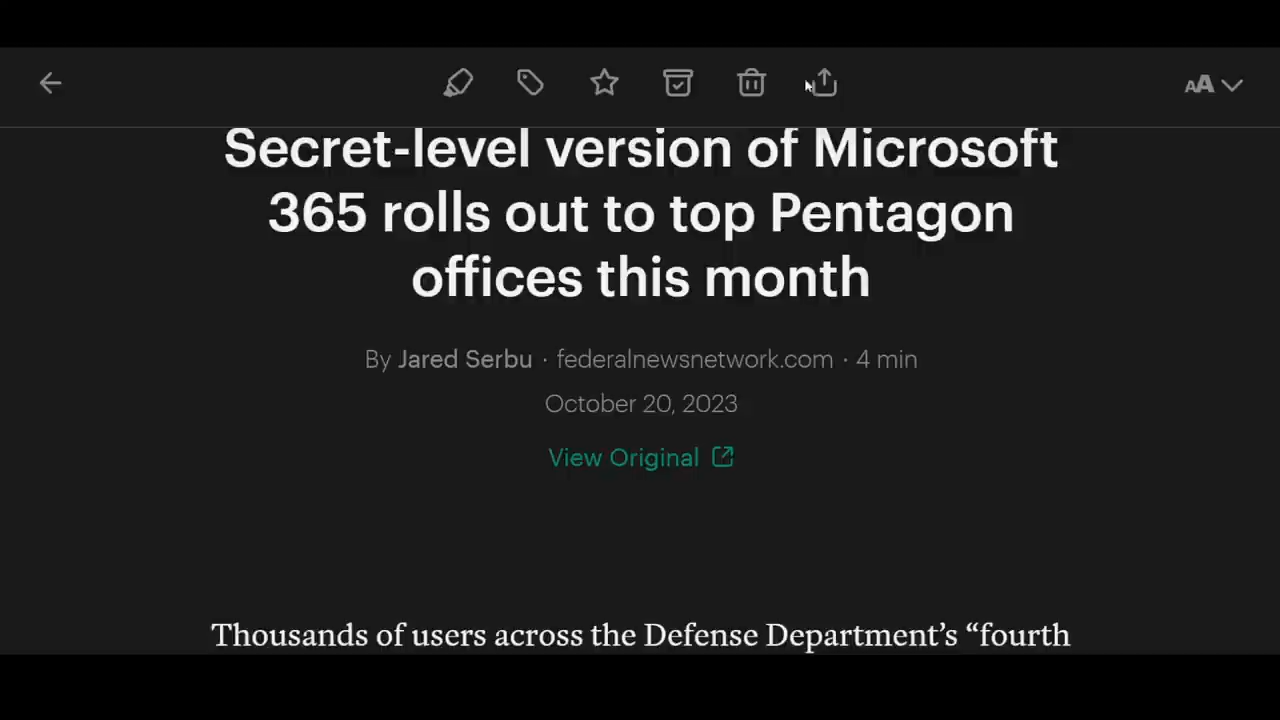 AA
Secret-level version of Microsoft
365 rolls out to top Pentagon
offices this month
By Jared Serbu · federalnewsnetwork.com · 4 min
October 20, 2023
View Original
Thousands of users across the Defense Department’s “fourth